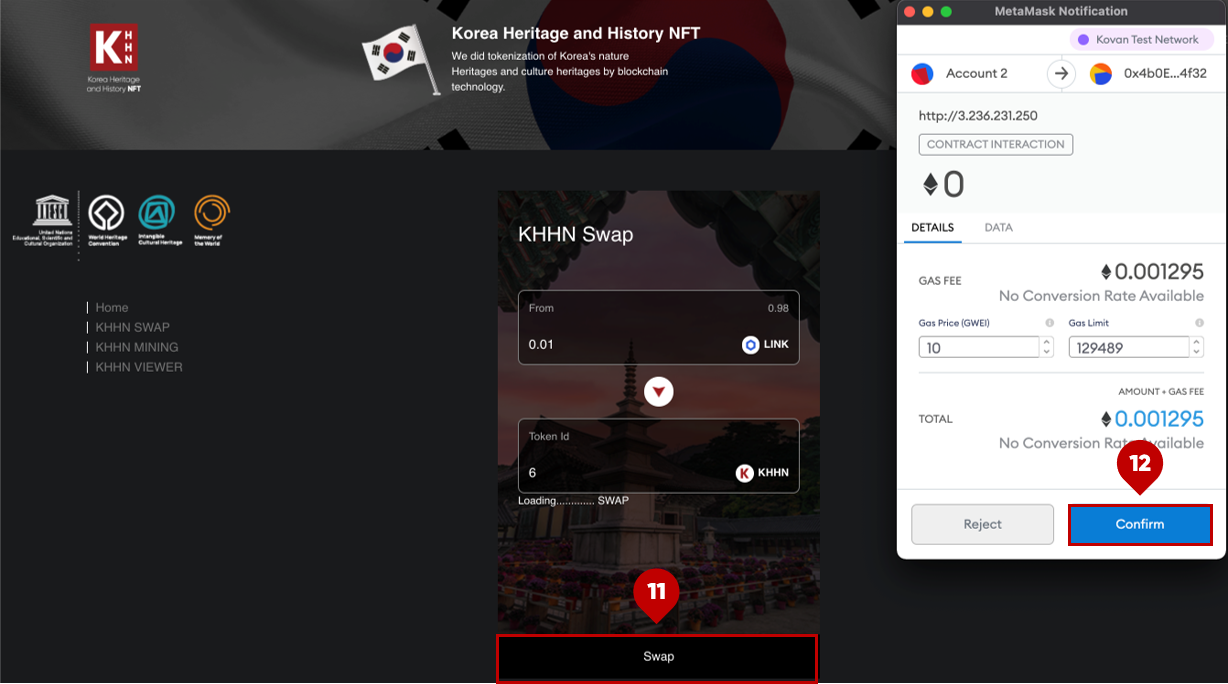 KHHN
Korea Heritage
and History NFT
Korea Heritage and History NFT
We did tokenization of Korea's nature
Heritages and culture heritages by blockchain
technology.
United Nations
Educational, Scientific and
Cultural Organization
World Heritage
Convention
Intangible
Cultural Heritage
Memory of
the World
Home
KHHN SWAP
KHHN MINING
KHHN VIEWER
KHHN Swap
From 0.98
0.01 LINK
Token Id
6 K KHHN
Loading............ SWAP
11
Swap
MetaMask Notification
Kovan Test Network
Account 2 0x4b0E...4f32
http://3.236.231.250
CONTRACT INTERACTION
0
DETAILS DATA
GAS FEE 0.001295
No Conversion Rate Available
Gas Price (GWEI) Gas Limit
10 129489
AMOUNT + GAS FEE
TOTAL 0.001295
No Conversion Rate Available
12
Reject Confirm